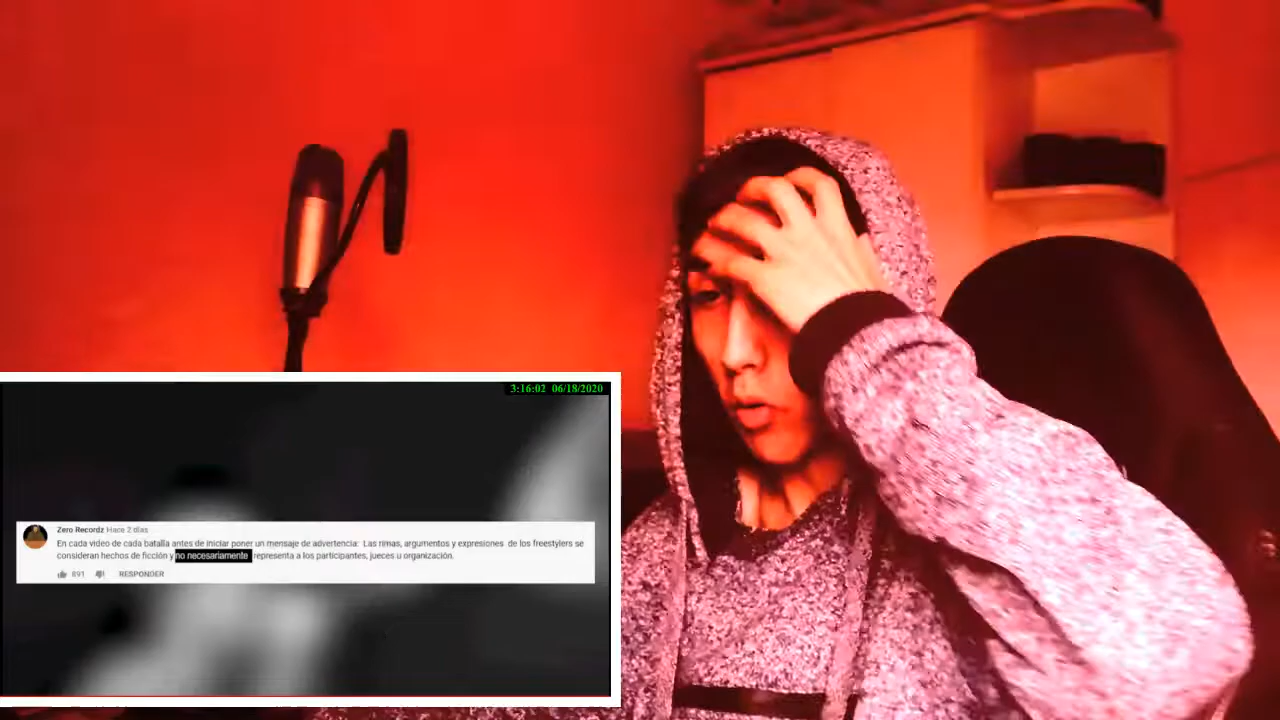 3:16:02 06/18/2020
Zero Recordz Hace 2 días
En cada video de cada batalla antes de iniciar poner un mensaje de advertencia: Las rimas, argumentos y expresiones de los freestylers se
consideran hechos de ficción y no necesariamente representa a los participantes, jueces u organización.
891 RESPONDER